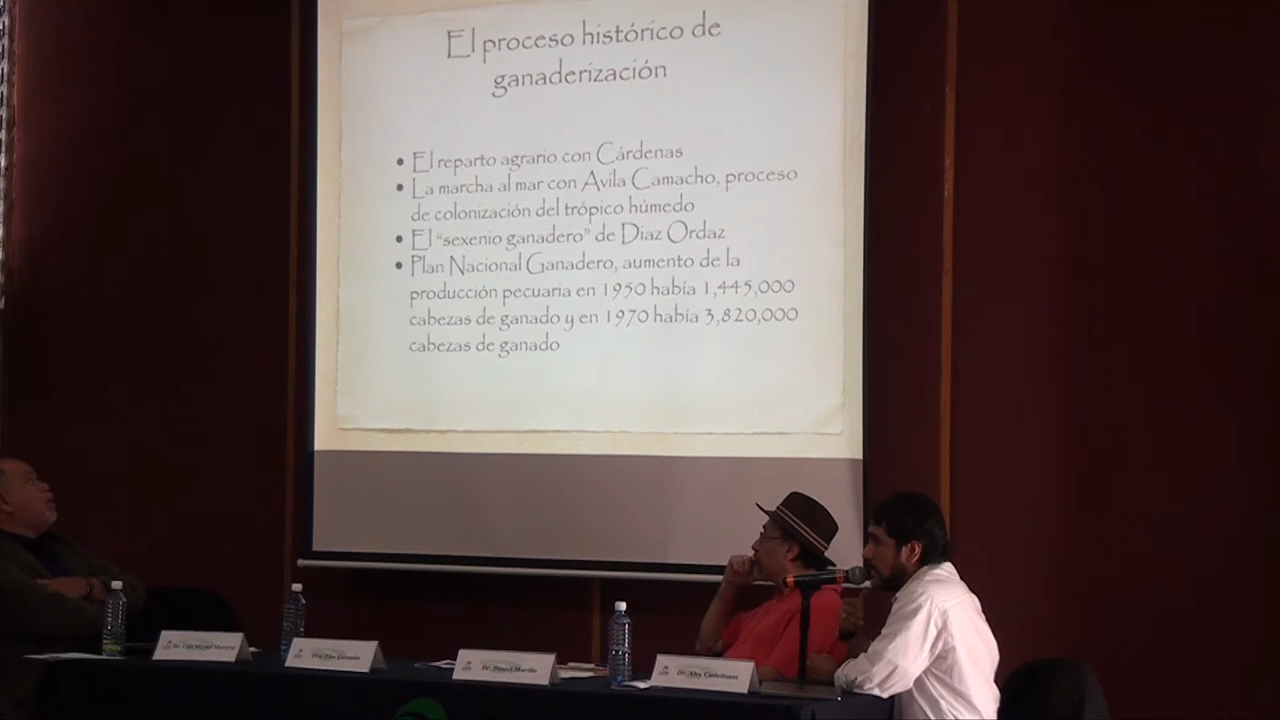 El proceso histórico de
ganaderización
• El reparto agrario con Cárdenas
• La marcha al mar con Avila Camacho, proceso
de colonización del trópico húmedo
• El “sexenio ganadero” de Diaz Ordaz
• Plan Nacional Ganadero, aumento de la
producción pecuaria en 1950 había 1,445,000
cabezas de ganado y en 1970 había 3,820,000
cabezas de ganado
Dr. Daniel Murillo
Dr. Alex Castellanos